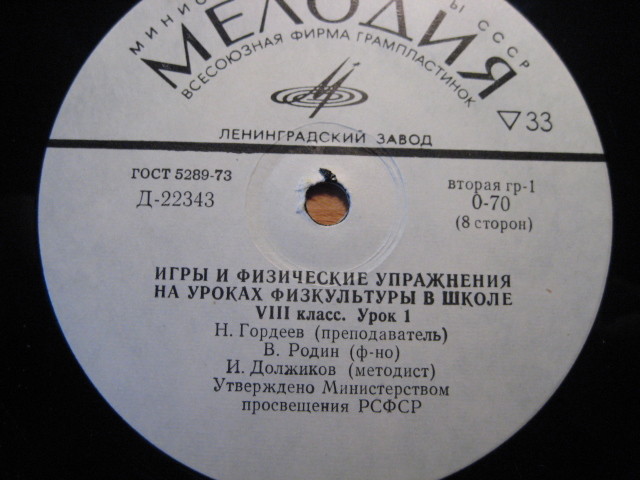 МЕЛОДИЯ
ВСЕСОЮЗНАЯ ФИРМА ГРАМПЛАСТИНОК
СССР
33
ЛЕНИНГРАДСКИЙ ЗАВОД
ГОСТ 5289-73
Д-22343
вторая гр-1
0-70
(8 сторон)
ИГРЫ И ФИЗИЧЕСКИЕ УПРАЖНЕНИЯ
НА УРОКАХ ФИЗКУЛЬТУРЫ В ШКОЛЕ
VIII класс. Урок 1
Н. Гордеев (преподаватель)
В. Родин (ф-но)
И. Должиков (методист)
Утверждено Министерством
просвещения РСФСР